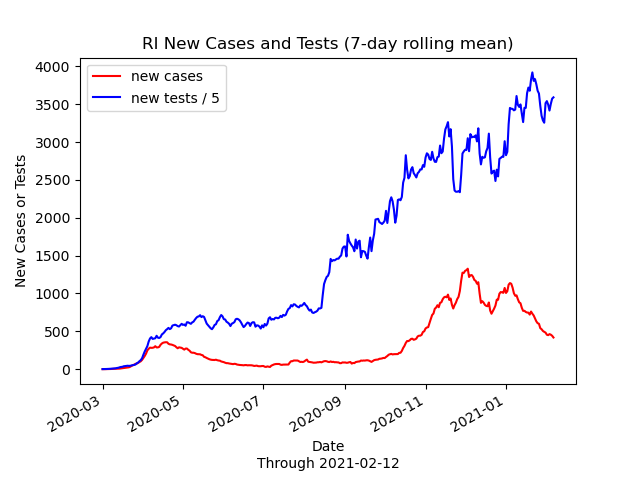 RI New Cases and Tests (7-day rolling mean)
new cases
new tests / 5
4000
3500
3000
2500
2000
1500
1000
500
0
New Cases or Tests
2020-03
2020-05
2020-07
2020-09
2020-11
2021-01
Date
Through 2021-02-12